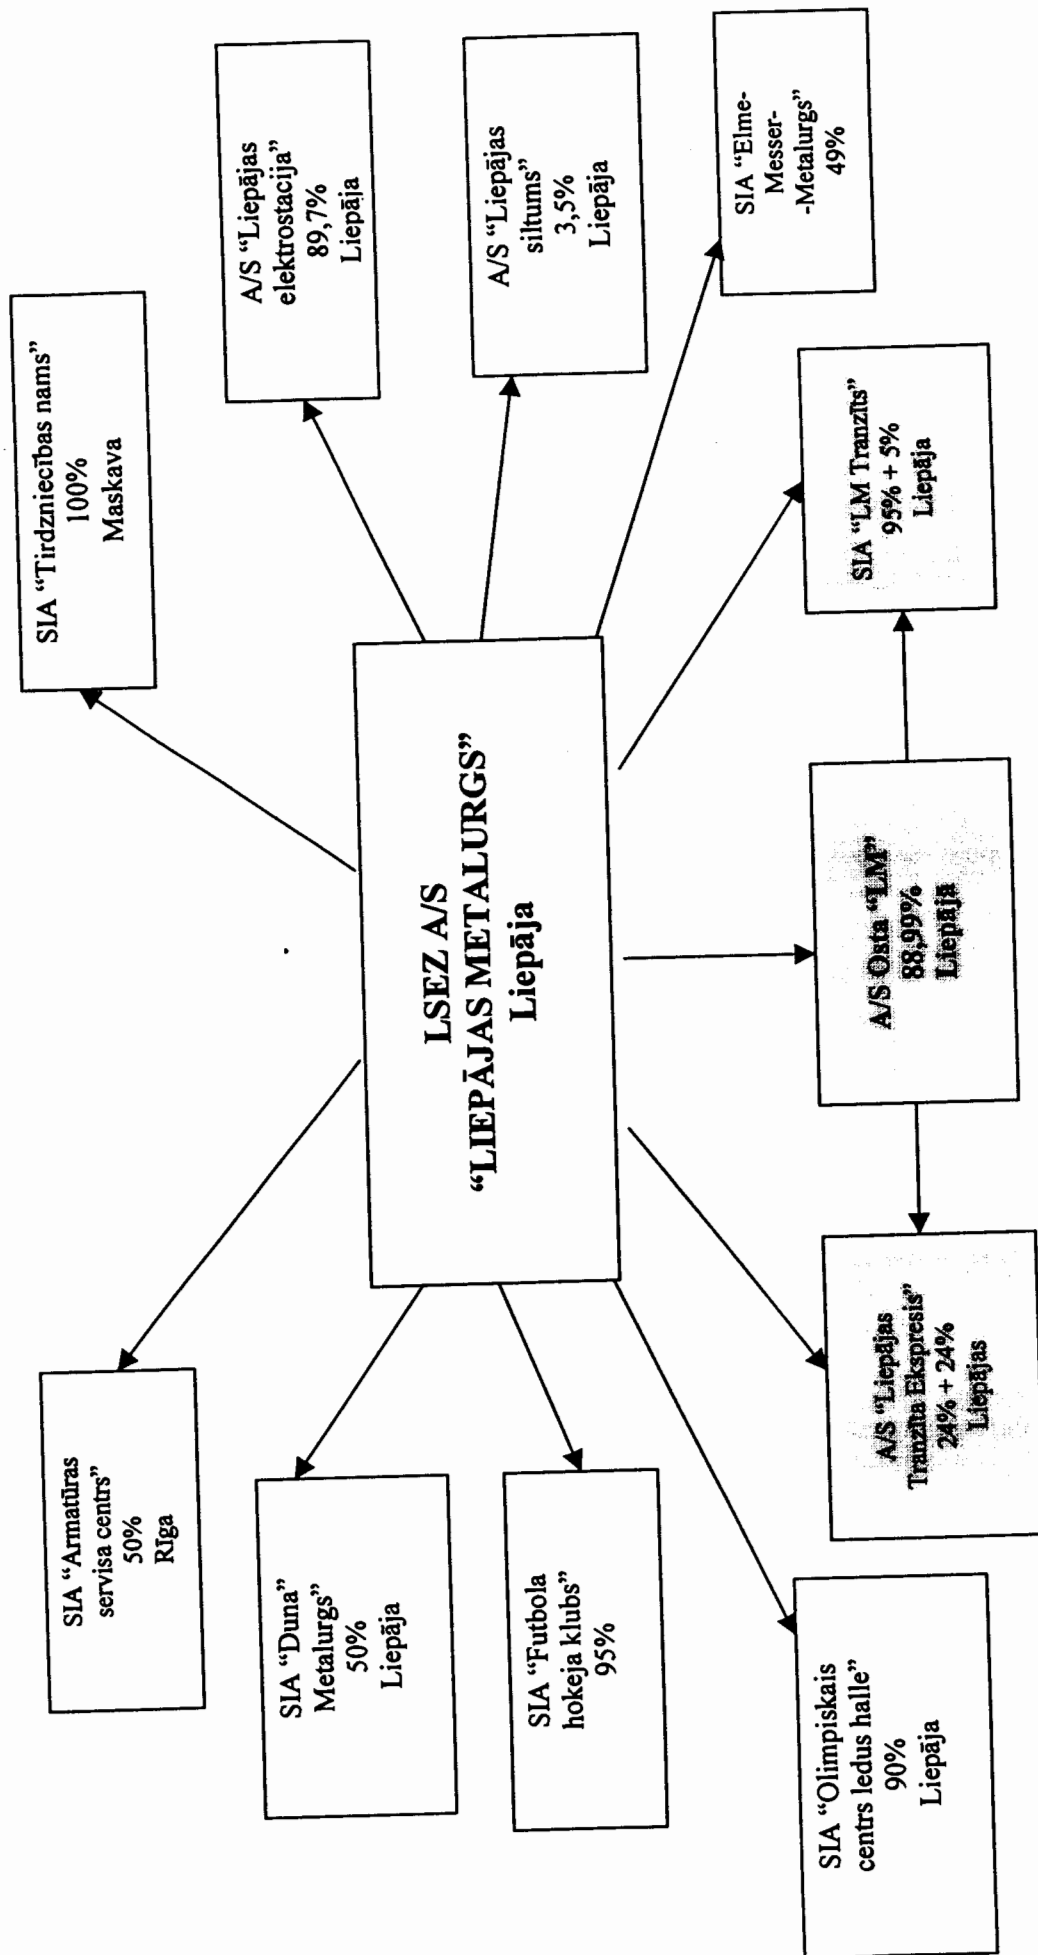 SIA “Tirdzniecības nams”
100%
Maskava
SIA “Armatūras
servisa centrs”
50%
Rīga
A/S “Liepājas
elektrostacija”
89,7%
Liepāja
SIA “Duna”
Metalurgs”
50%
Liepāja
LSEZ A/S
“LIEPĀJAS METALURGS”
Liepāja
A/S “Liepājas
siltums”
3,5%
Liepāja
SIA “Futbola
hokeja klubs”
95%
SIA “Elme-
Messer-
-Metalurgs”
49%
SIA “Olimpiskais
centrs ledus halle”
90%
Liepāja
A/S “Liepājas
Tranzīta Ekspresis”
24% + 24%
Liepājas
A/S Osta “LM”
88,99%
Liepāja
SIA “LM Tranzīts”
95% + 5%
Liepāja